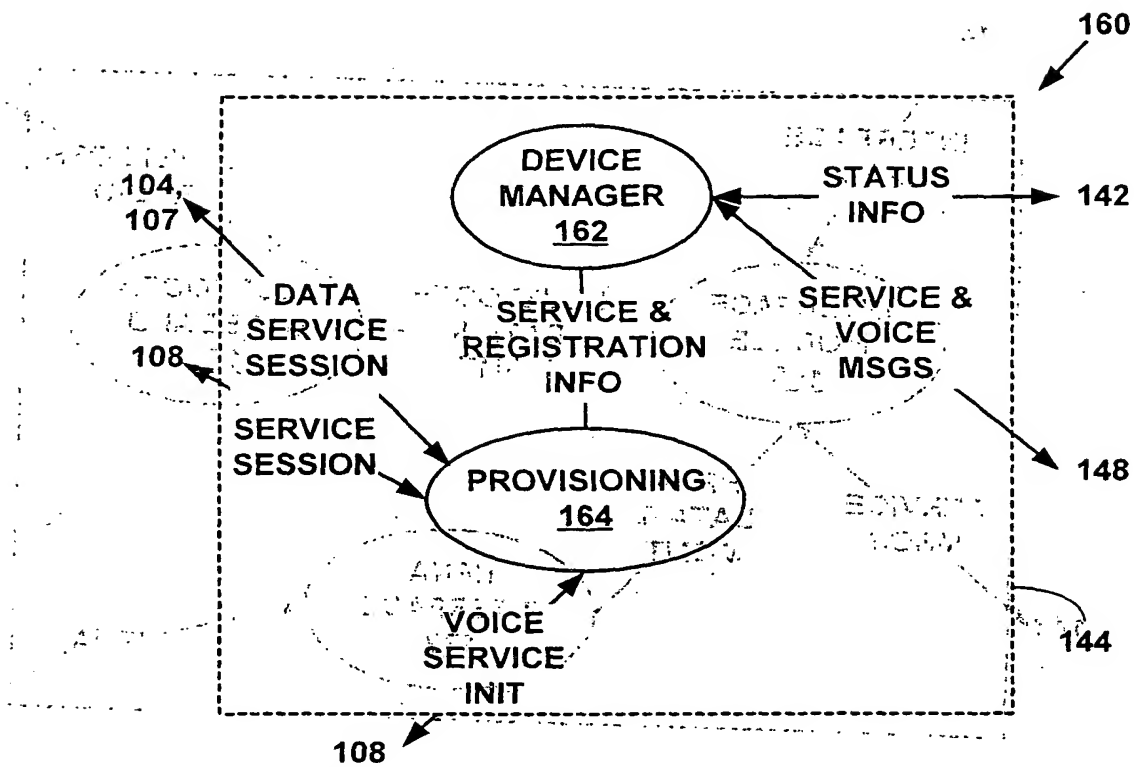 160
DEVICE
MANAGER
162
STATUS
INFO
142
104,
107
DATA
SERVICE
SESSION
SERVICE &
REGISTRATION
INFO
SERVICE &
VOICE
MSGS
108
SERVICE
SESSION
PROVISIONING
164
148
VOICE
SERVICE
INIT
144
108